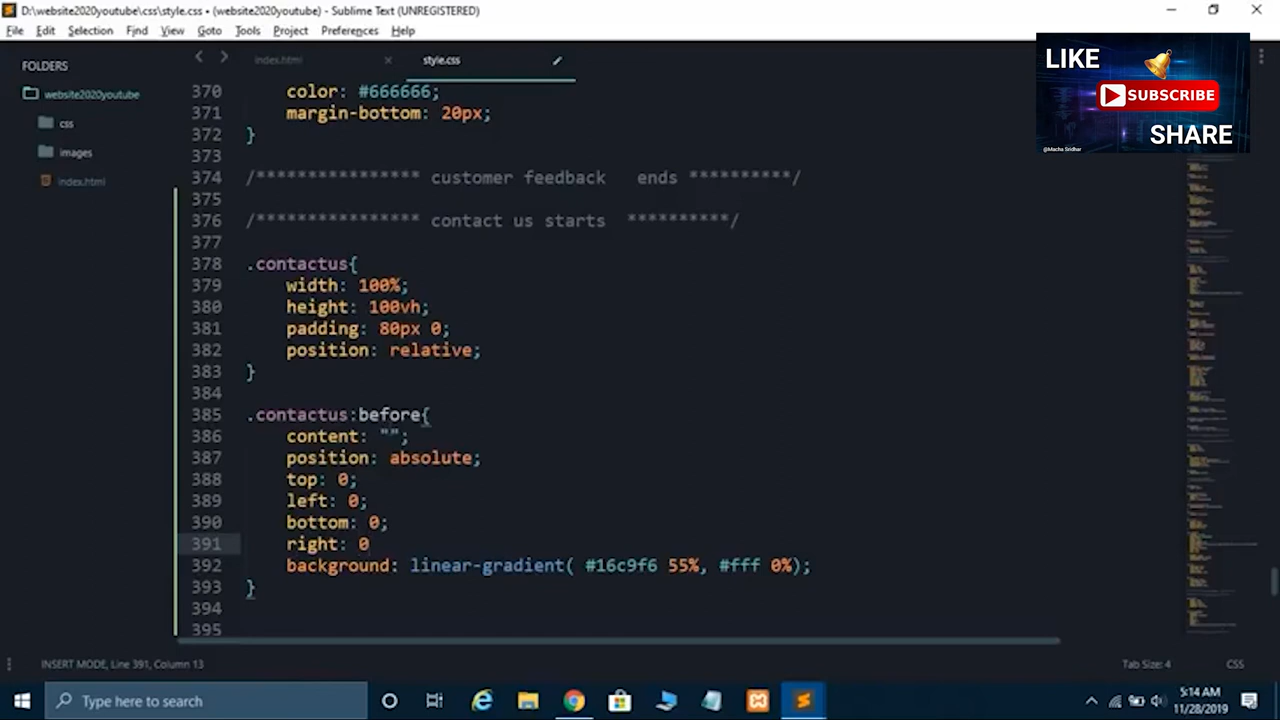 D:\website2020youtube\css\style.css • (website2020youtube) - Sublime Text (UNREGISTERED)
File Edit Selection Find View Goto Tools Project Preferences Help
FOLDERS
website2020youtube
css
images
index.html
index.html
style.css
LIKE
SUBSCRIBE
SHARE
@Macha Sridhar
370 color: #666666;
371 margin-bottom: 20px;
372 }
373
374 /**************** customer feedback ends **********/
375
376 /**************** contact us starts **********/
377
378 .contactus{
379 width: 100%;
380 height: 100vh;
381 padding: 80px 0;
382 position: relative;
383 }
384
385 .contactus:before{
386 content: "";
387 position: absolute;
388 top: 0;
389 left: 0;
390 bottom: 0;
391 right: 0
392 background: linear-gradient( #16c9f6 55%, #fff 0%);
393 }
394
395
INSERT MODE, Line 391, Column 13
Tab Size: 4
CSS
Type here to search
5:14 AM
11/28/2019